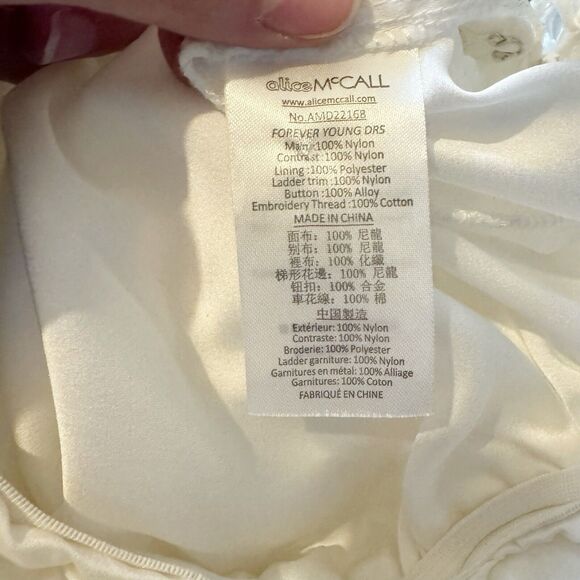 alice McCALL
www.alicemccall.com
No.AMD22168
FOREVER YOUNG DRS
Main:100% Nylon
Contrast:100% Nylon
Lining:100% Polyester
Ladder trim:100% Nylon
Button:100% Alloy
Embroidery Thread:100% Cotton
MADE IN CHINA
面布：100% 尼龍
别布：100% 尼龍
裡布：100% 化纖
梯形花邊：100% 尼龍
鈕扣：100% 合金
車花線：100% 棉
中国製造
Extérieur:100% Nylon
Contraste:100% Nylon
Broderie:100% Polyester
Ladder garniture:100% Nylon
Garnitures en métal:100% Alliage
Garnitures:100% Coton
FABRIQUÉ EN CHINE